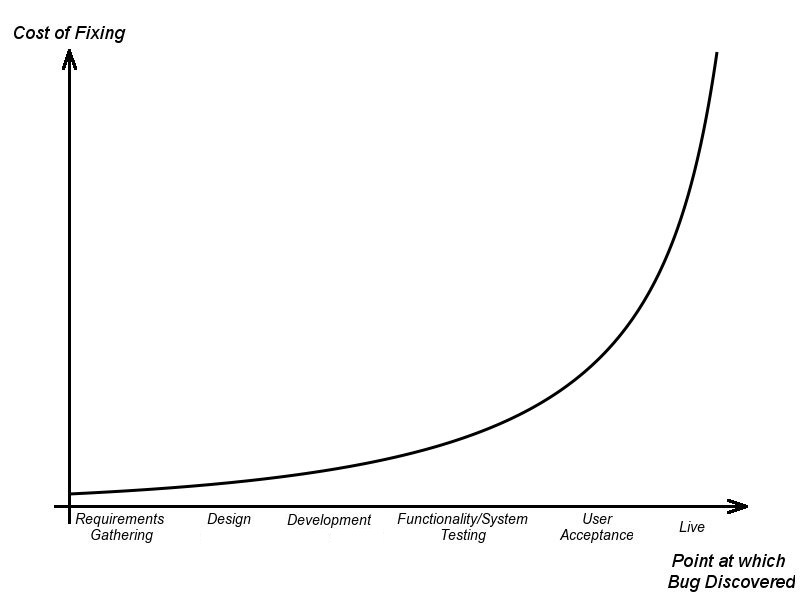 Cost of Fixing
Requirements
Gathering
Design
Development
Functionality/System
Testing
User
Acceptance
Live
Point at which
Bug Discovered